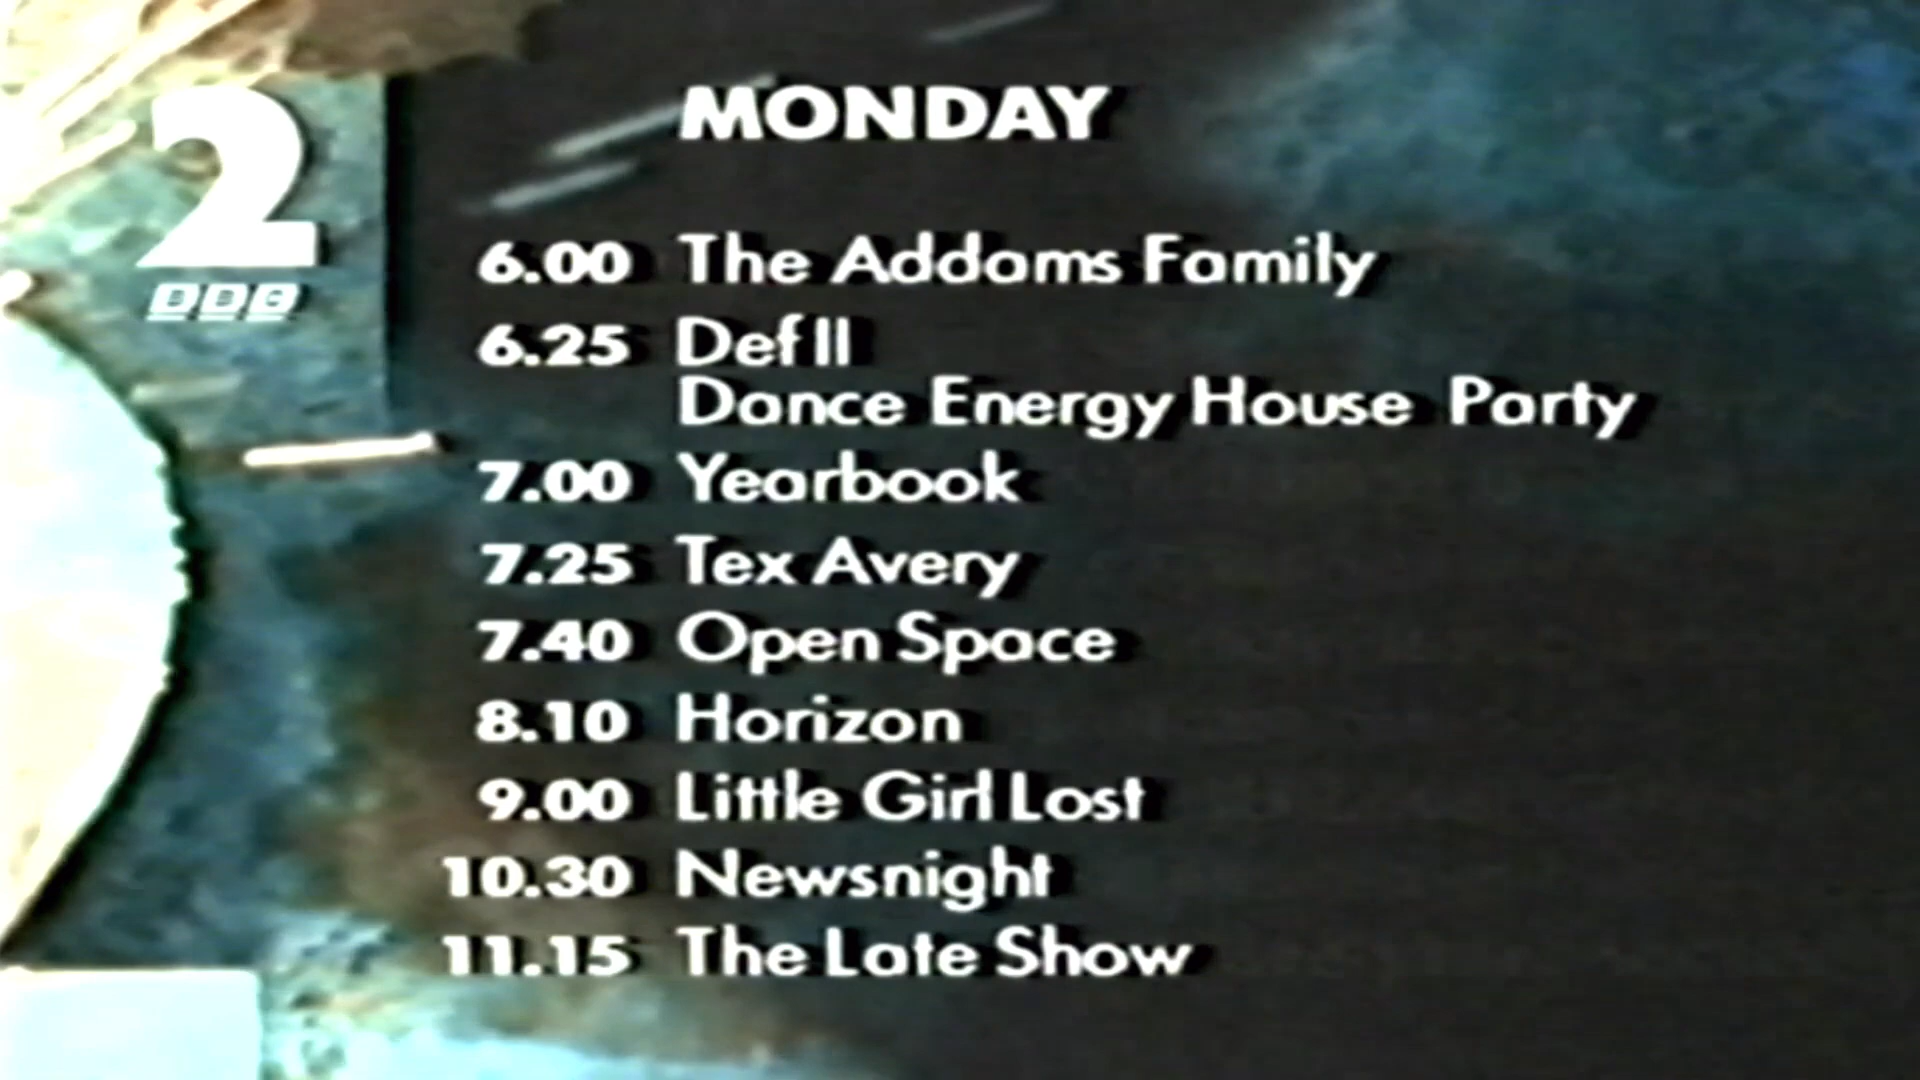 2
BBC
MONDAY
6.00 The Addams Family
6.25 Def II
Dance Energy House Party
7.00 Yearbook
7.25 Tex Avery
7.40 Open Space
8.10 Horizon
9.00 Little Girl Lost
10.30 Newsnight
11.15 The Late Show